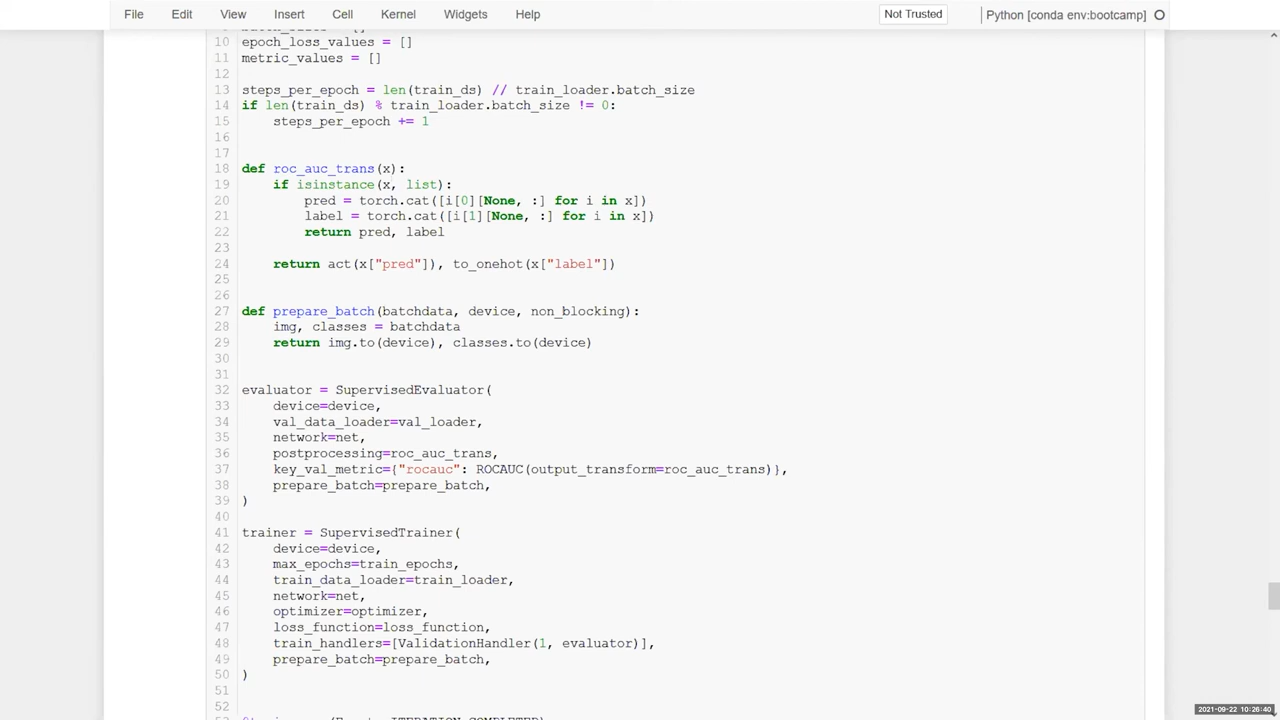 File Edit View Insert Cell Kernel Widgets Help Not Trusted Python [conda env:bootcamp]
10 epoch_loss_values = []
11 metric_values = []
12
13 steps_per_epoch = len(train_ds) // train_loader.batch_size
14 if len(train_ds) % train_loader.batch_size != 0:
15     steps_per_epoch += 1
16
17
18 def roc_auc_trans(x):
19     if isinstance(x, list):
20         pred = torch.cat([i[0][None, :] for i in x])
21         label = torch.cat([i[1][None, :] for i in x])
22         return pred, label
23
24     return act(x["pred"]), to_onehot(x["label"])
25
26
27 def prepare_batch(batchdata, device, non_blocking):
28     img, classes = batchdata
29     return img.to(device), classes.to(device)
30
31
32 evaluator = SupervisedEvaluator(
33     device=device,
34     val_data_loader=val_loader,
35     network=net,
36     postprocessing=roc_auc_trans,
37     key_val_metric={"rocauc": ROCAUC(output_transform=roc_auc_trans)},
38     prepare_batch=prepare_batch,
39 )
40
41 trainer = SupervisedTrainer(
42     device=device,
43     max_epochs=train_epochs,
44     train_data_loader=train_loader,
45     network=net,
46     optimizer=optimizer,
47     loss_function=loss_function,
48     train_handlers=[ValidationHandler(1, evaluator)],
49     prepare_batch=prepare_batch,
50 )
51
52
2021-09-22 10:26:40